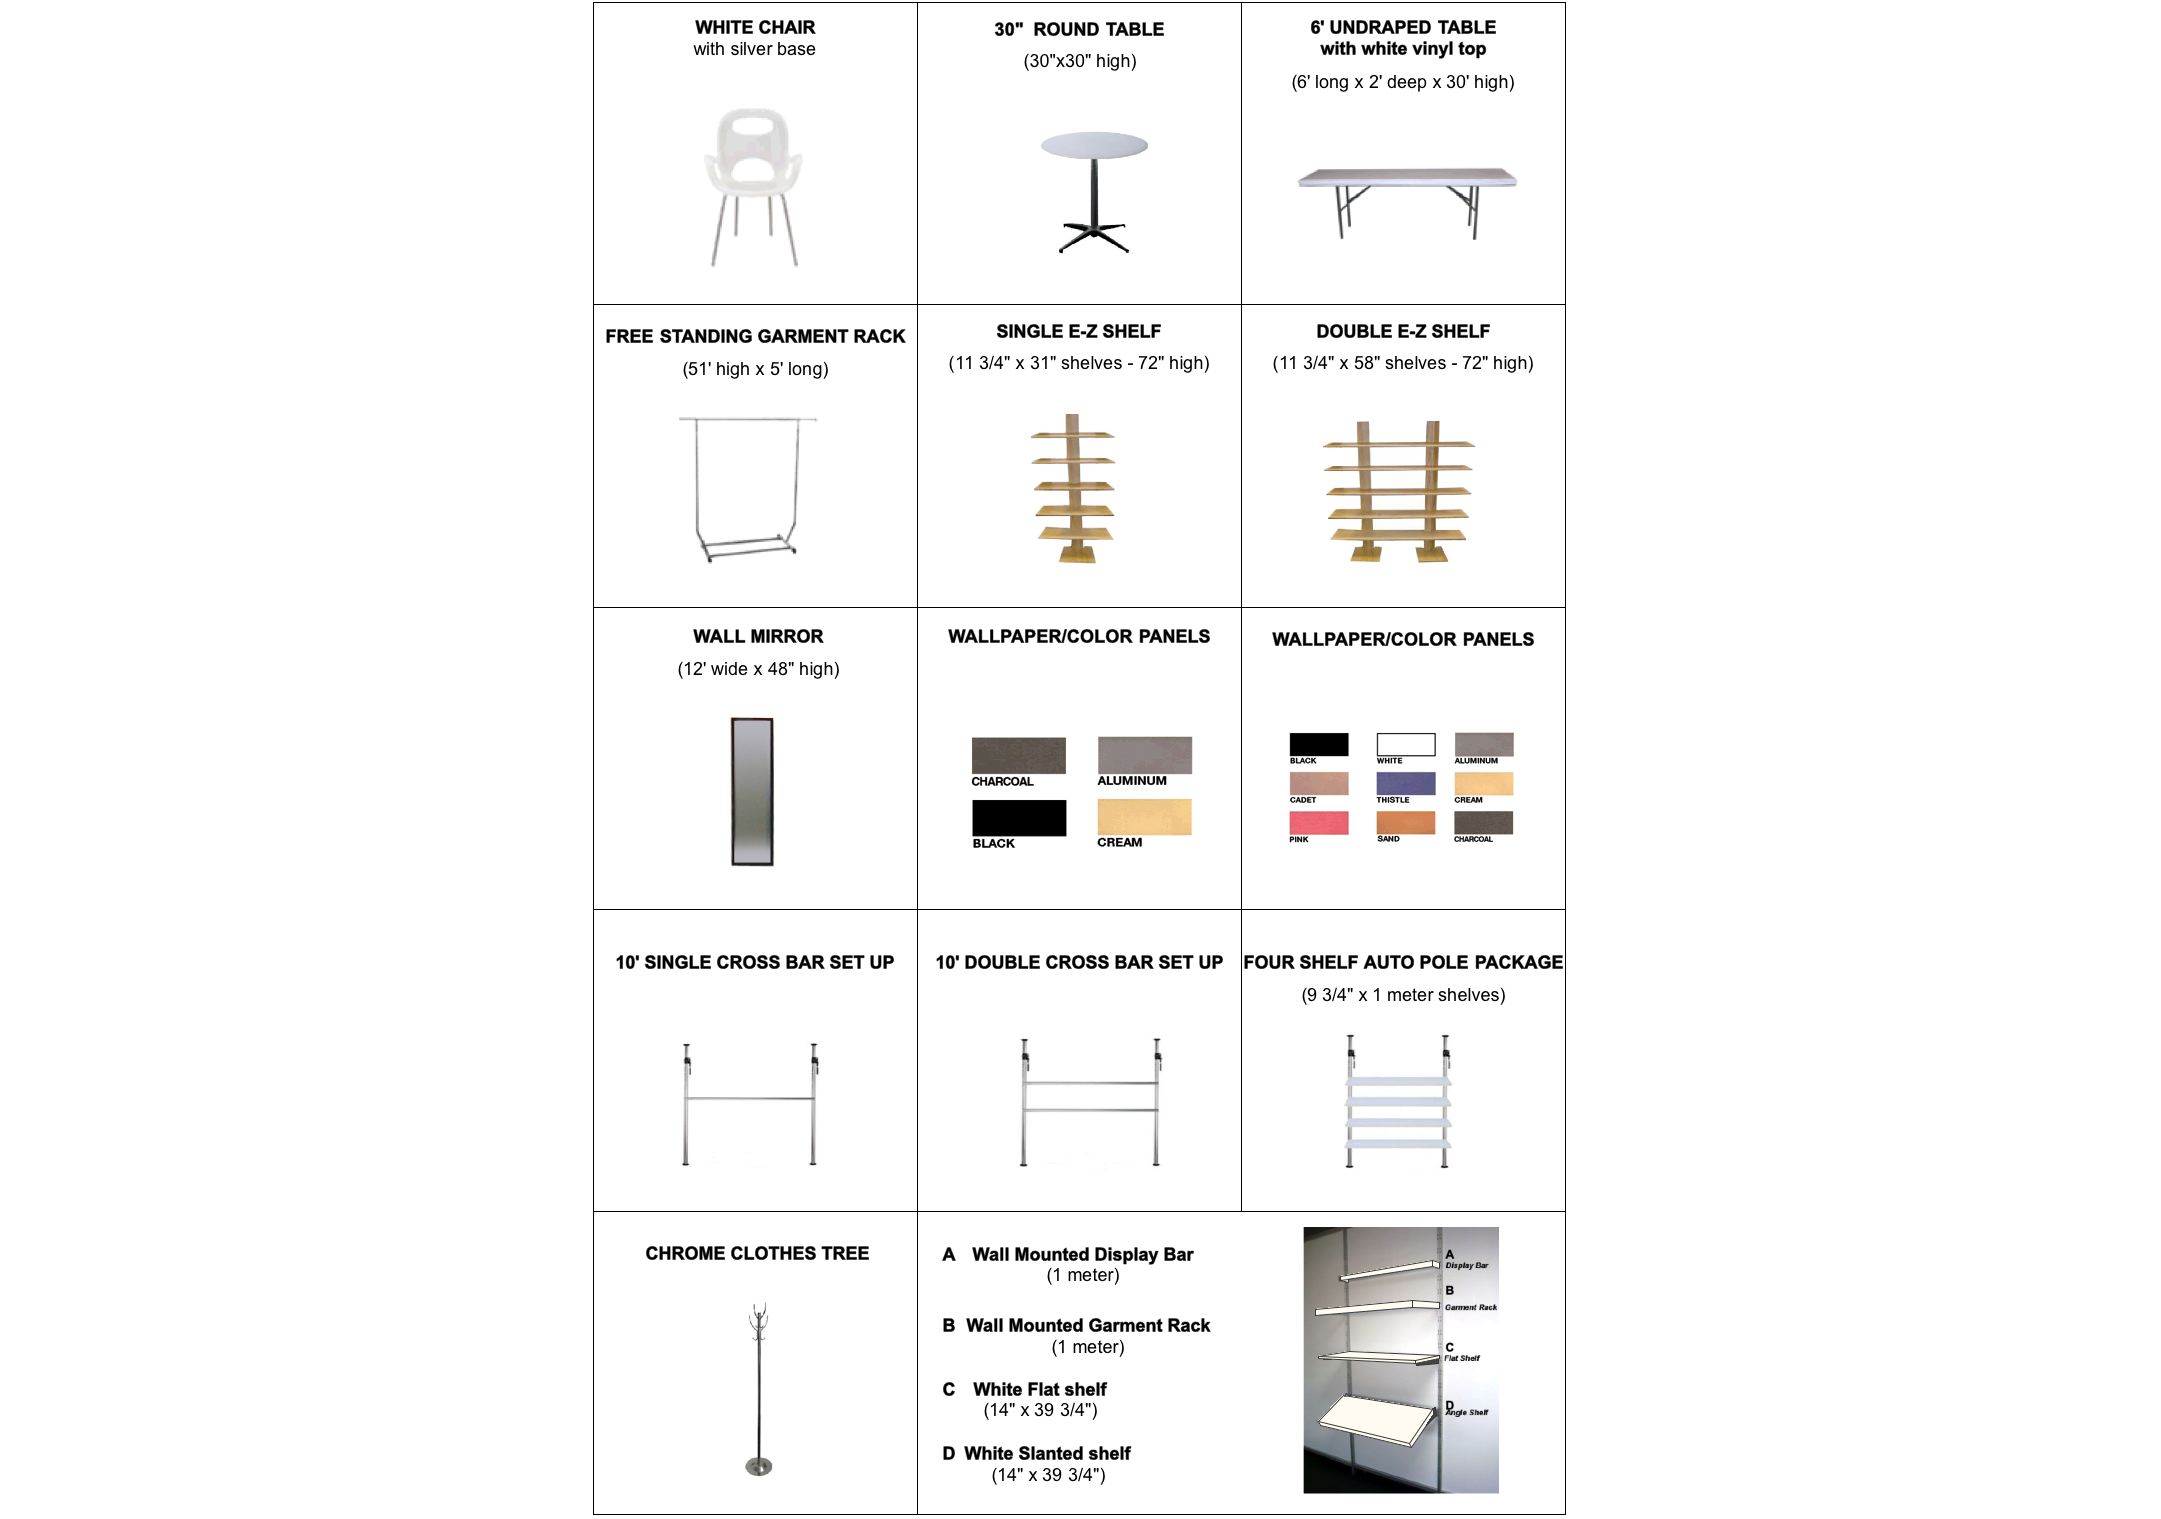 WHITE CHAIR
with silver base
30"  ROUND TABLE
(30"x30" high)
6' UNDRAPED TABLE
with white vinyl top
(6' long x 2' deep x 30' high)
FREE STANDING GARMENT RACK
(51' high x 5' long)
SINGLE E-Z SHELF
(11 3/4" x 31" shelves - 72" high)
DOUBLE E-Z SHELF
(11 3/4" x 58" shelves - 72" high)
WALL MIRROR
(12' wide x 48" high)
WALLPAPER/COLOR PANELS
CHARCOAL
ALUMINUM
BLACK
CREAM
WALLPAPER/COLOR PANELS
BLACK
WHITE
ALUMINUM
CADET
THISTLE
CREAM
PINK
SAND
CHARCOAL
10' SINGLE CROSS BAR SET UP
10' DOUBLE CROSS BAR SET UP
FOUR SHELF AUTO POLE PACKAGE
(9 3/4" x 1 meter shelves)
CHROME CLOTHES TREE
A Wall Mounted Display Bar
(1 meter)
B Wall Mounted Garment Rack
(1 meter)
C White Flat shelf
(14" x 39 3/4")
D White Slanted shelf
(14" x 39 3/4")
A
Display Bar
B
Garment Rack
C
Flat Shelf
D
Angle Shelf